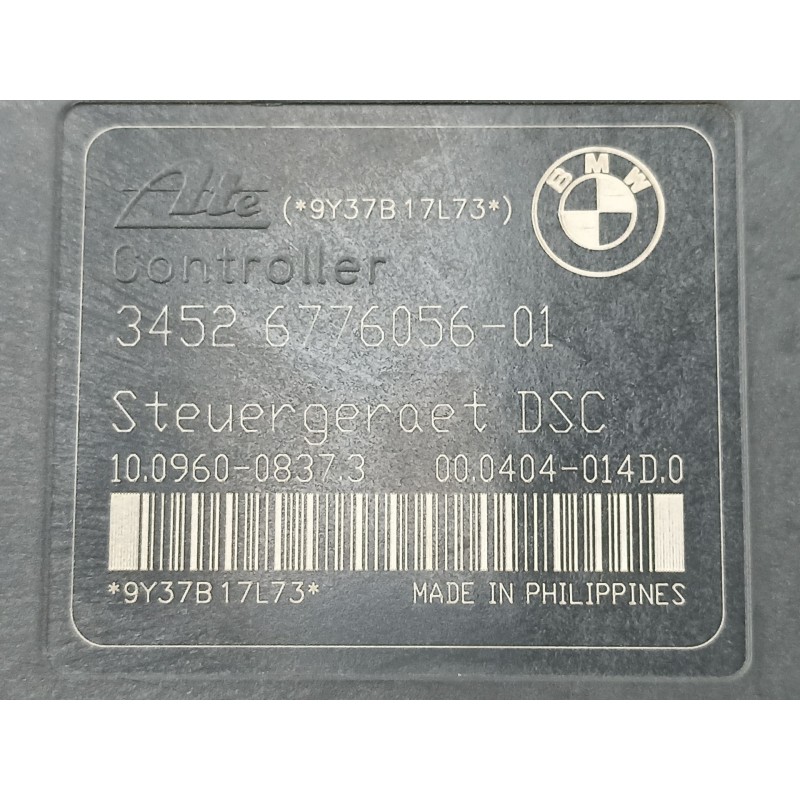 Ate (*9Y37B17L73*) BMW
Controller
3452 6776056-01
Steuergeraet DSC
10.0960-0837.3 00.0404-014D.0
*9Y37B17L73* MADE IN PHILIPPINES